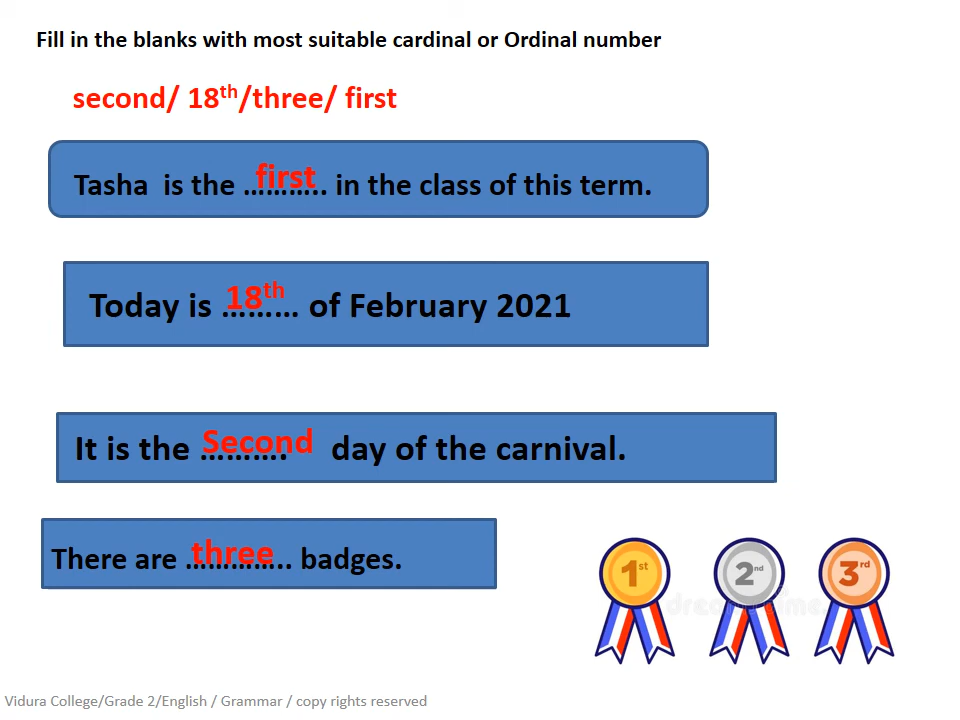 Fill in the blanks with most suitable cardinal or Ordinal number
second/ 18th/three/ first
Tasha is the ...first... in the class of this term.
Today is ...18th... of February 2021
It is the ...Second... day of the carnival.
There are ...three... badges.
1st 2nd 3rd
Vidura College/Grade 2/English / Grammar / copy rights reserved